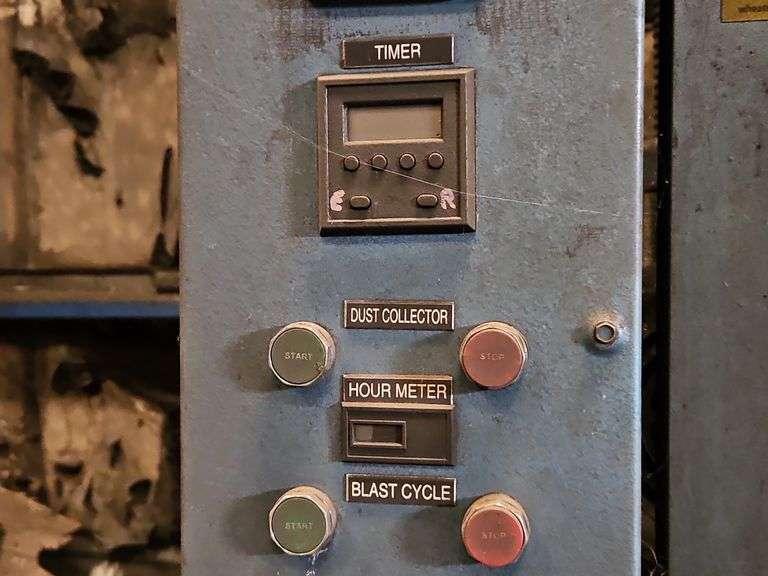 TIMER
E R
DUST COLLECTOR
START STOP
HOUR METER
BLAST CYCLE
START STOP